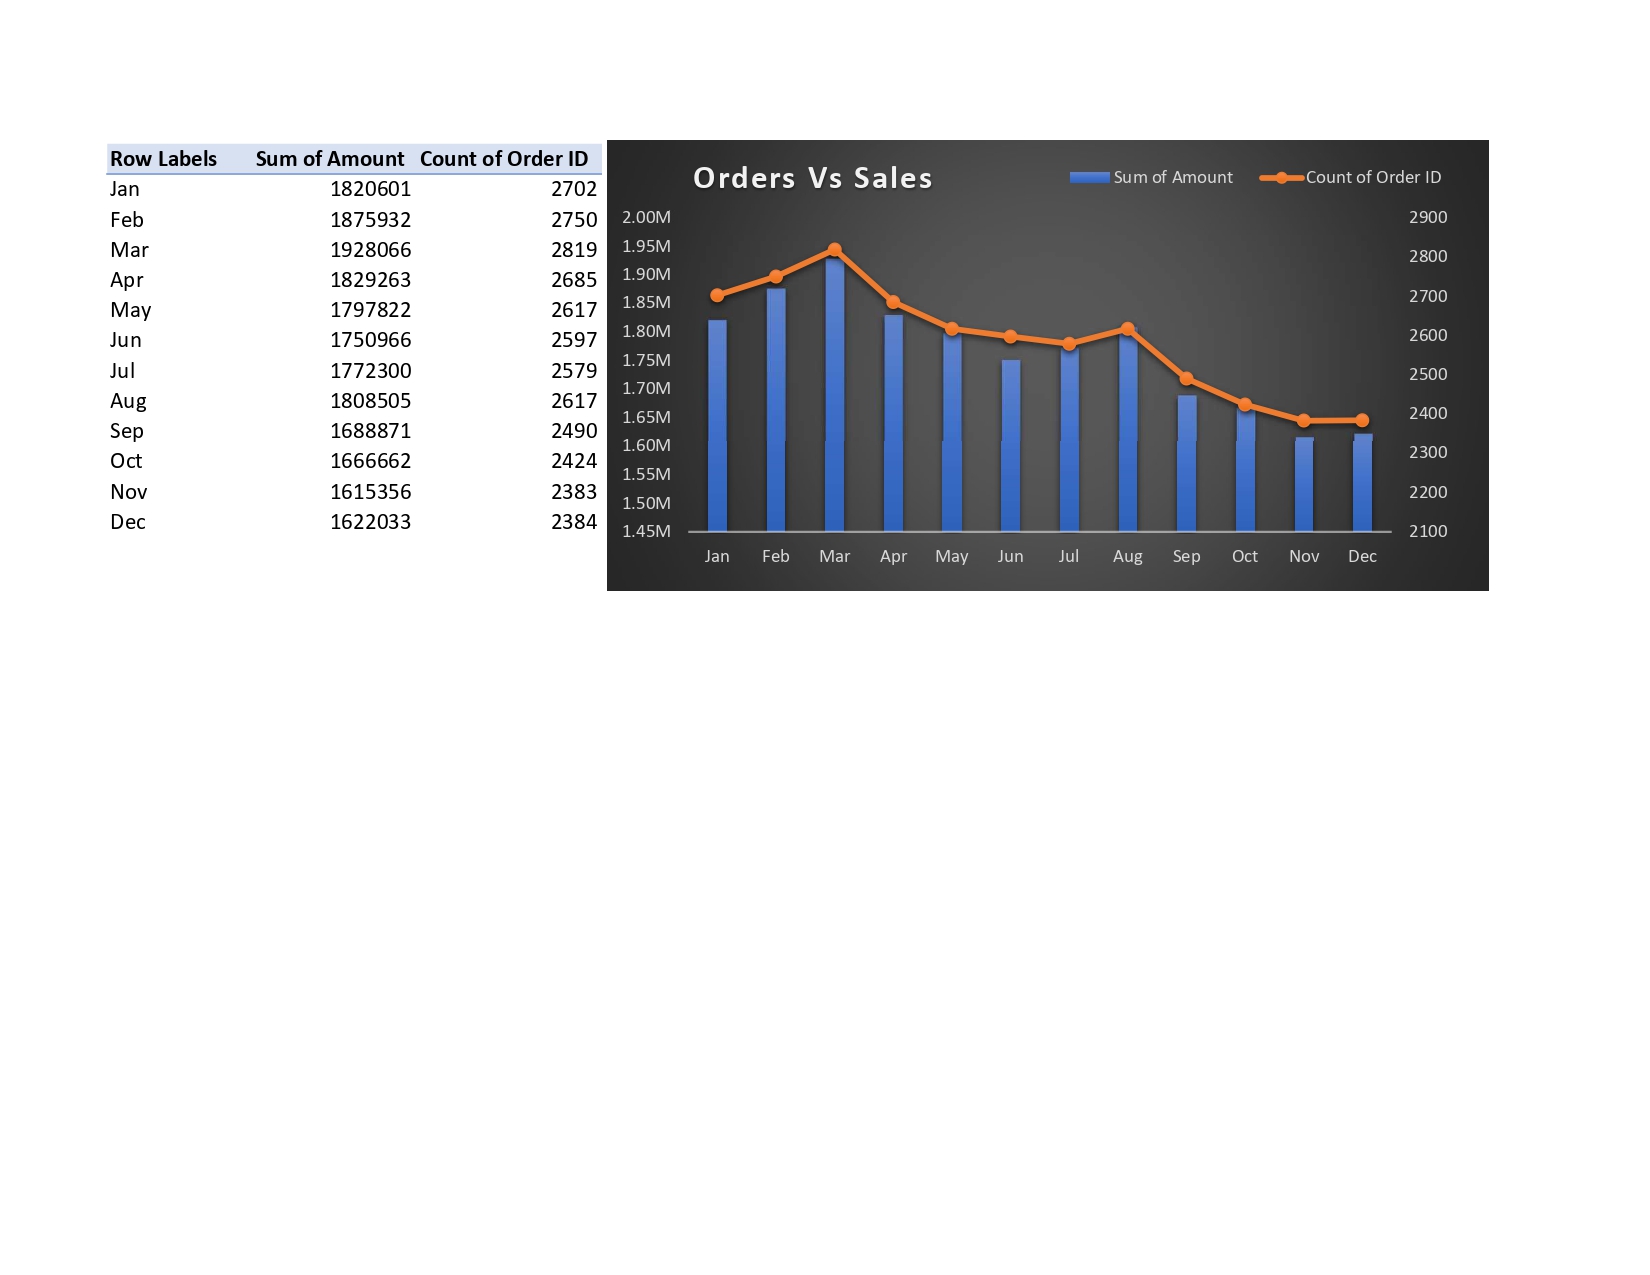 Row Labels Sum of Amount Count of Order ID
Jan 1820601 2702
Feb 1875932 2750
Mar 1928066 2819
Apr 1829263 2685
May 1797822 2617
Jun 1750966 2597
Jul 1772300 2579
Aug 1808505 2617
Sep 1688871 2490
Oct 1666662 2424
Nov 1615356 2383
Dec 1622033 2384
Orders Vs Sales
Sum of Amount Count of Order ID
2.00M 2900
1.95M
2800
1.90M
1.85M 2700
1.80M 2600
1.75M
2500
1.70M
1.65M 2400
1.60M
2300
1.55M
1.50M 2200
1.45M 2100
Jan Feb Mar Apr May Jun Jul Aug Sep Oct Nov Dec